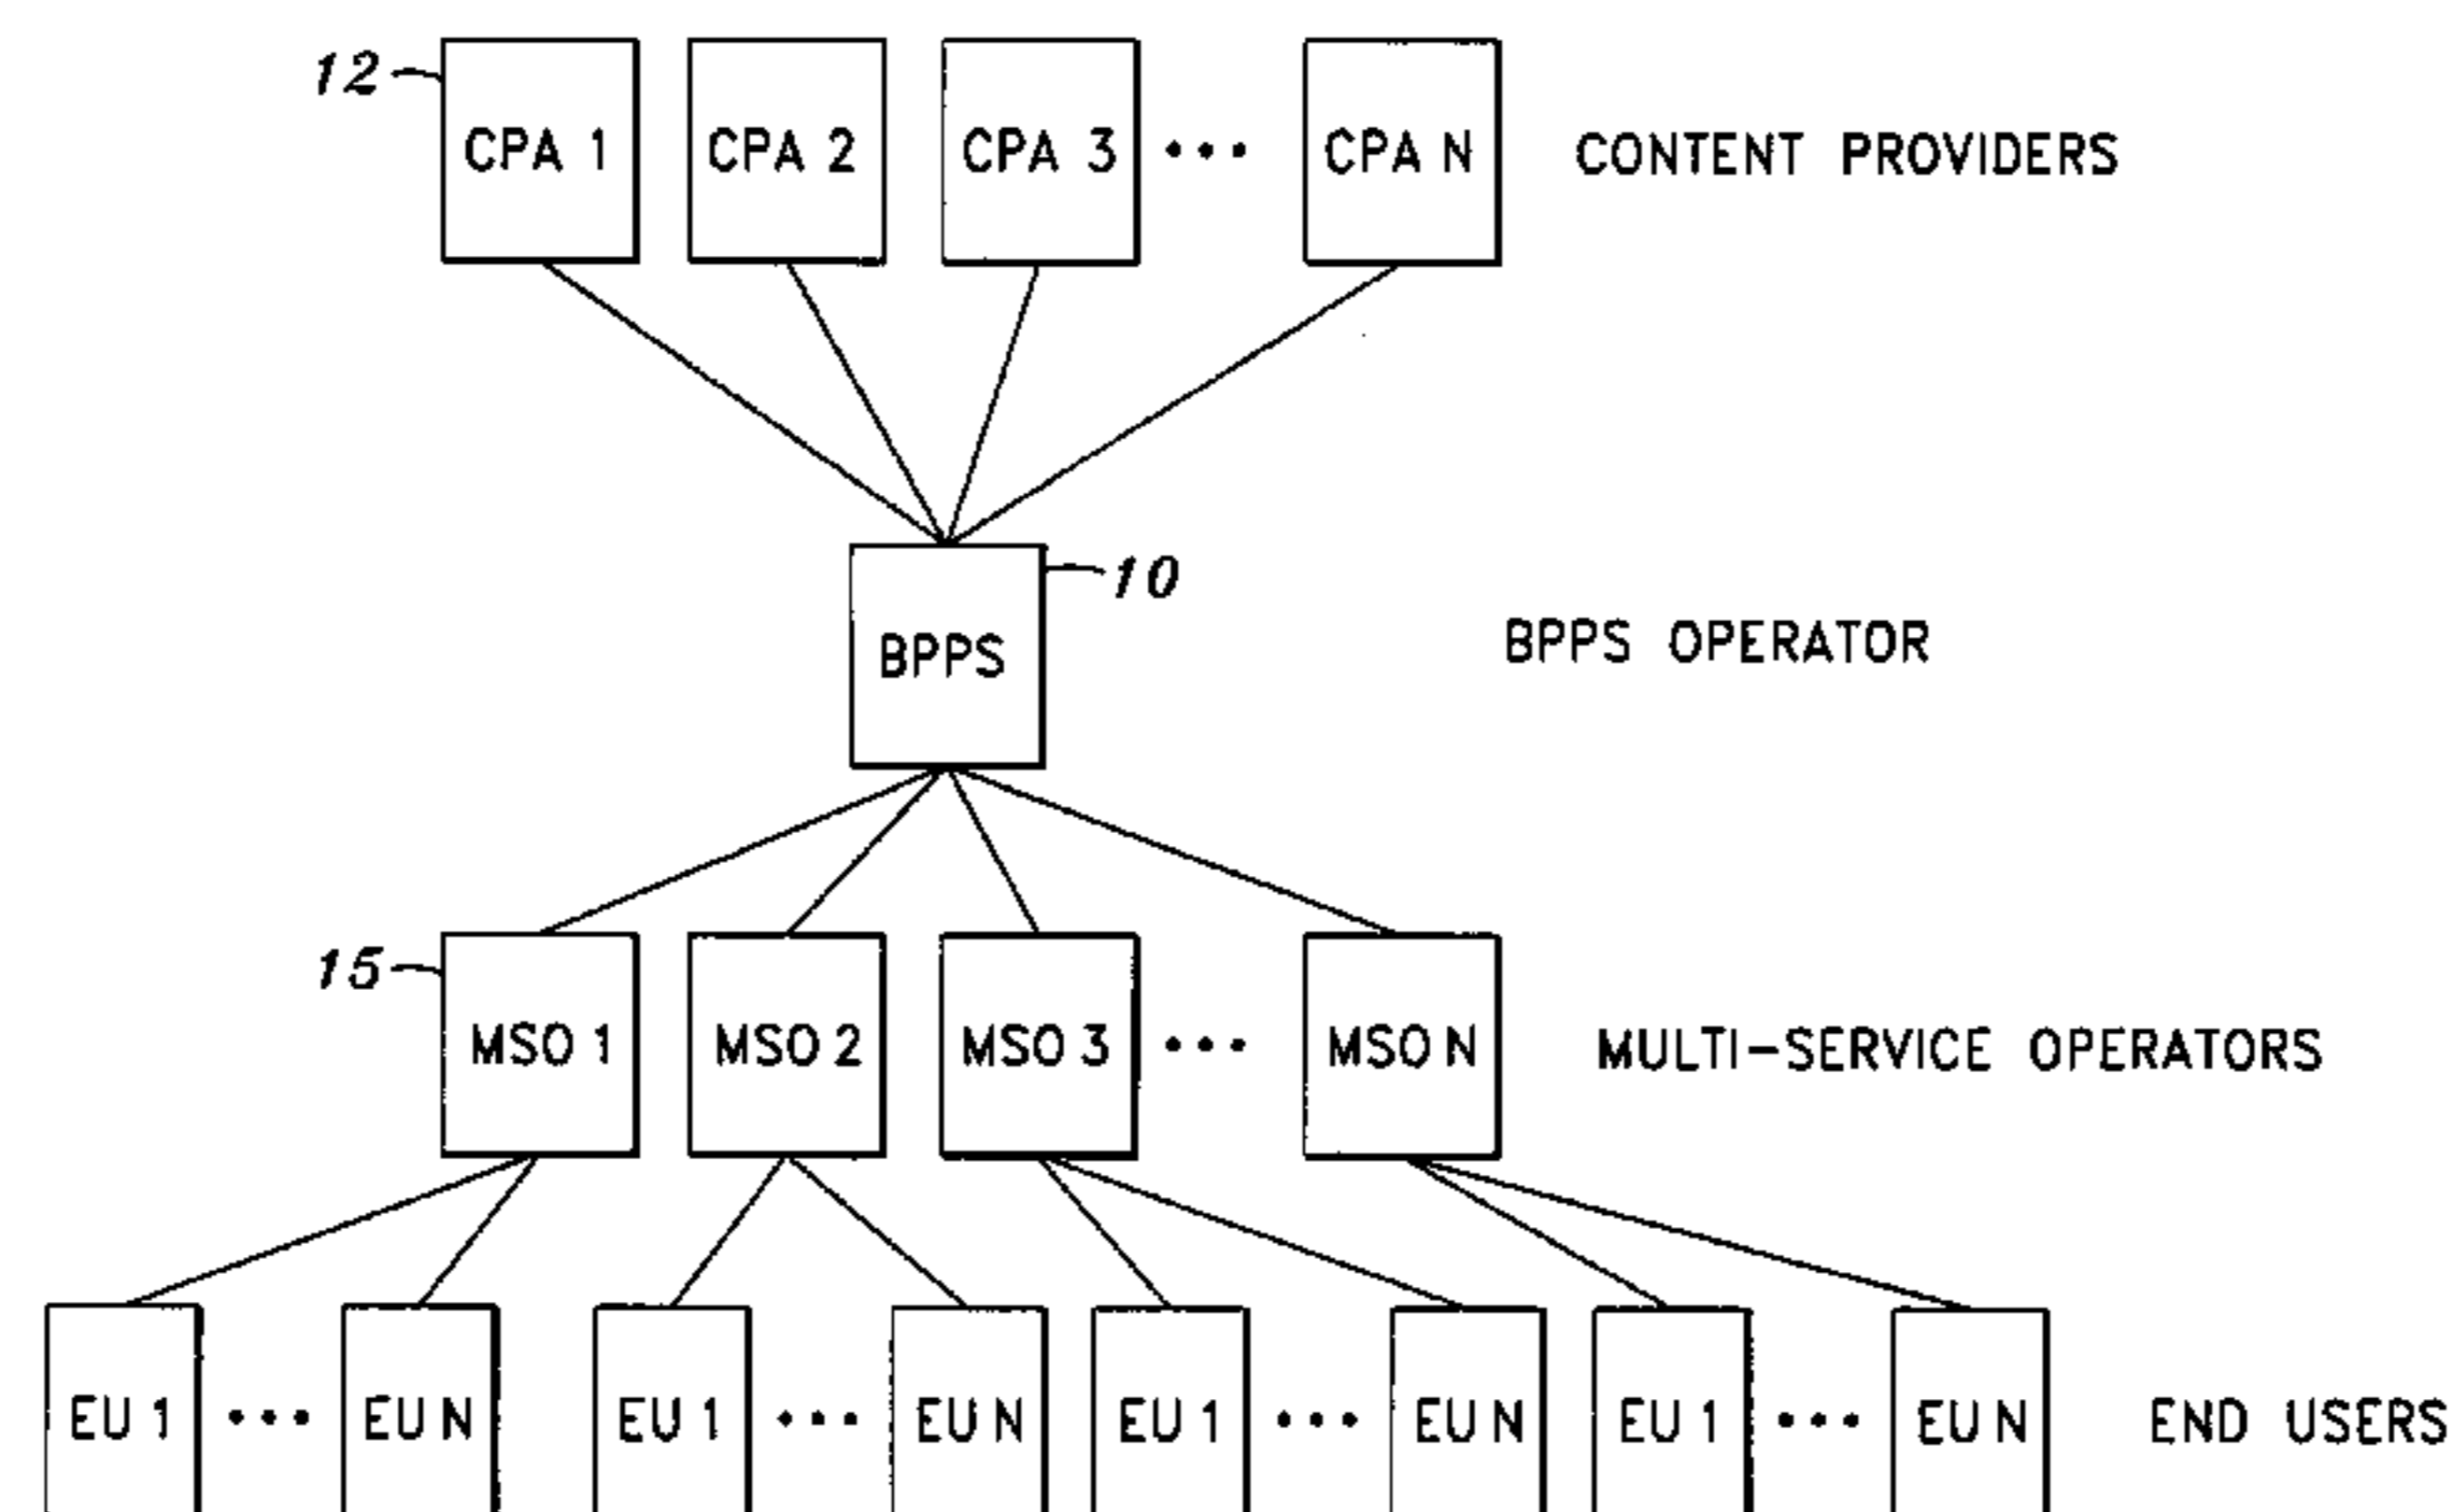 12
CPA 1 CPA 2 CPA 3 ••• CPA N CONTENT PROVIDERS
10
BPPS BPPS OPERATOR
15
MSO 1 MSO 2 MSO 3 ••• MSO N MULTI-SERVICE OPERATORS
EU 1 ••• EU N EU 1 ••• EU N EU 1 ••• EU N EU 1 ••• EU N END USERS